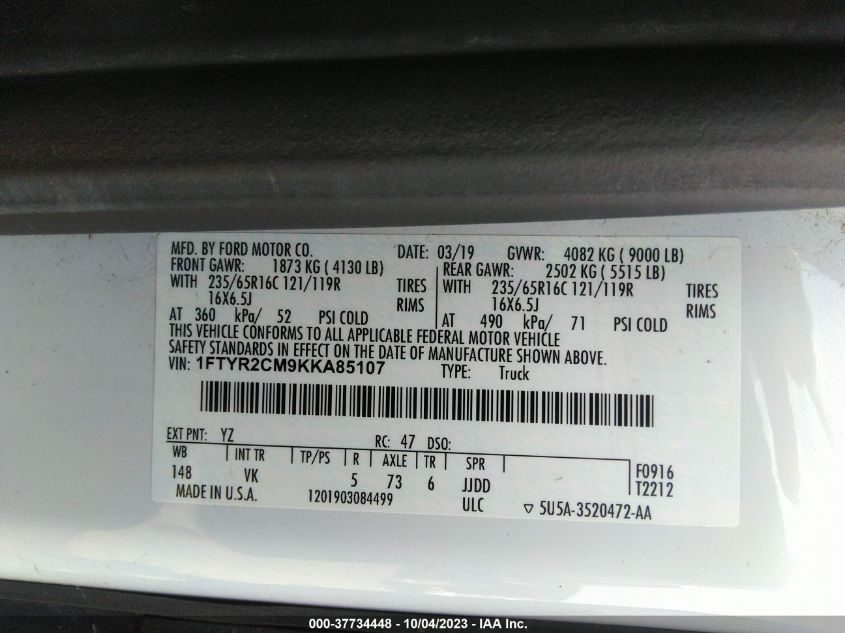 MFD. BY FORD MOTOR CO. DATE: 03/19 GVWR: 4082 KG ( 9000 LB)
FRONT GAWR: 1873 KG ( 4130 LB) REAR GAWR: 2502 KG ( 5515 LB)
WITH 235/65R16C 121/119R TIRES WITH 235/65R16C 121/119R TIRES
16X6.5J RIMS 16X6.5J RIMS
AT 360 kPa/ 52 PSI COLD AT 490 kPa/ 71 PSI COLD
THIS VEHICLE CONFORMS TO ALL APPLICABLE FEDERAL MOTOR VEHICLE
SAFETY STANDARDS IN EFFECT ON THE DATE OF MANUFACTURE SHOWN ABOVE.
VIN: 1FTYR2CM9KKA85107 TYPE: Truck
EXT PNT: YZ RC: 47 DSO:
WB INT TR TP/PS R AXLE TR SPR F0916
148 VK 5 73 6 JJDD T2212
MADE IN U.S.A. 1201903084499 ULC ▽ 5U5A-3520472-AA
000-37734448 - 10/04/2023 - IAA Inc.